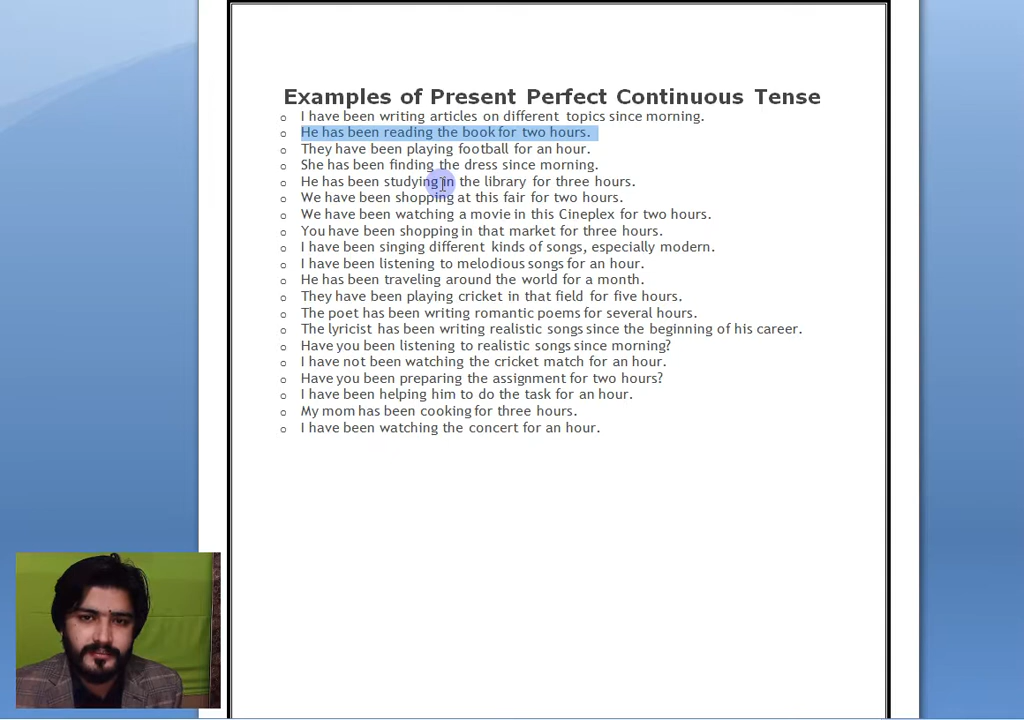 Examples of Present Perfect Continuous Tense
I have been writing articles on different topics since morning.
He has been reading the book for two hours.
They have been playing football for an hour.
She has been finding the dress since morning.
He has been studying in the library for three hours.
We have been shopping at this fair for two hours.
We have been watching a movie in this Cineplex for two hours.
You have been shopping in that market for three hours.
I have been singing different kinds of songs, especially modern.
I have been listening to melodious songs for an hour.
He has been traveling around the world for a month.
They have been playing cricket in that field for five hours.
The poet has been writing romantic poems for several hours.
The lyricist has been writing realistic songs since the beginning of his career.
Have you been listening to realistic songs since morning?
I have not been watching the cricket match for an hour.
Have you been preparing the assignment for two hours?
I have been helping him to do the task for an hour.
My mom has been cooking for three hours.
I have been watching the concert for an hour.